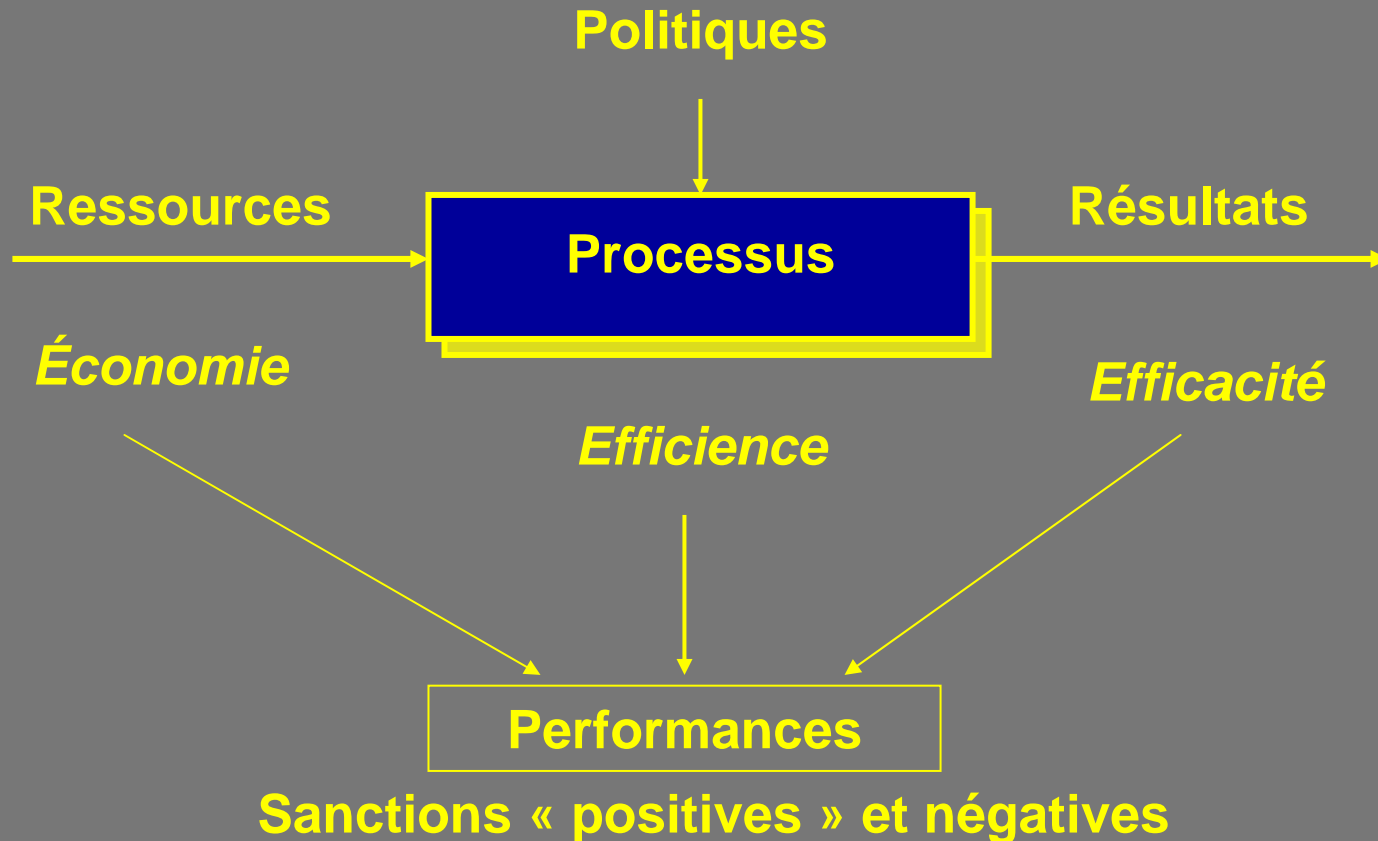 Politiques
Ressources
Processus
Résultats
Économie
Efficience
Efficacité
Performances
Sanctions « positives » et négatives